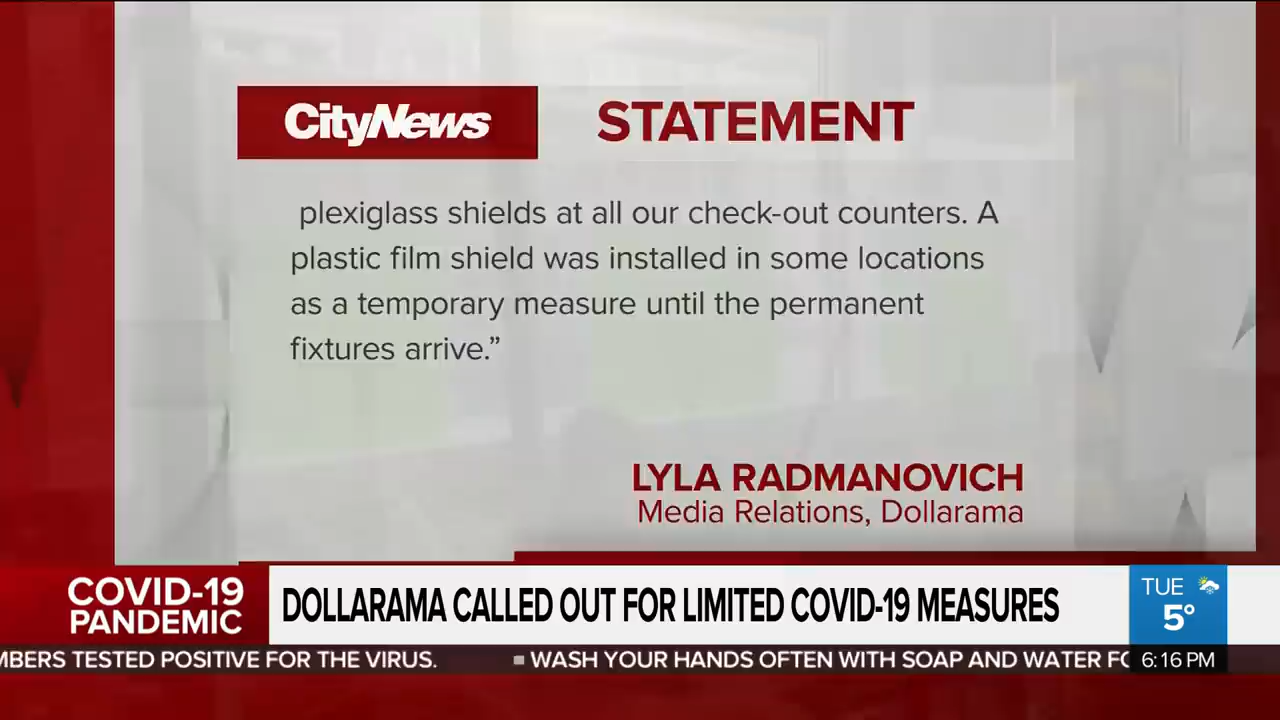 CityNews
STATEMENT
plexiglass shields at all our check-out counters. A
plastic film shield was installed in some locations
as a temporary measure until the permanent
fixtures arrive.”
LYLA RADMANOVICH
Media Relations, Dollarama
COVID-19
PANDEMIC
DOLLARAMA CALLED OUT FOR LIMITED COVID-19 MEASURES
TUE
5°
MBERS TESTED POSITIVE FOR THE VIRUS. ▪ WASH YOUR HANDS OFTEN WITH SOAP AND WATER FO
6:16 PM